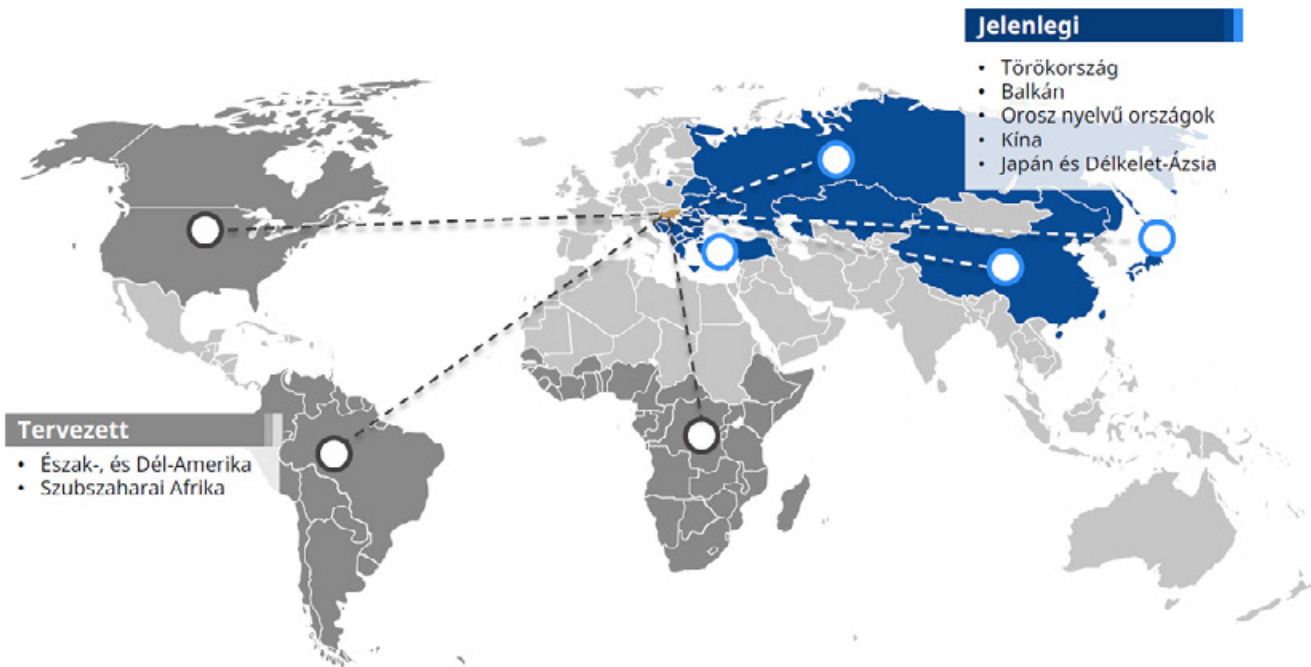 Jelenlegi
• Törökország
• Balkán
• Orosz nyelvű országok
• Kína
• Japán és Délkelet-Ázsia
Tervezett
• Észak-, és Dél-Amerika
• Szubszaharai Afrika